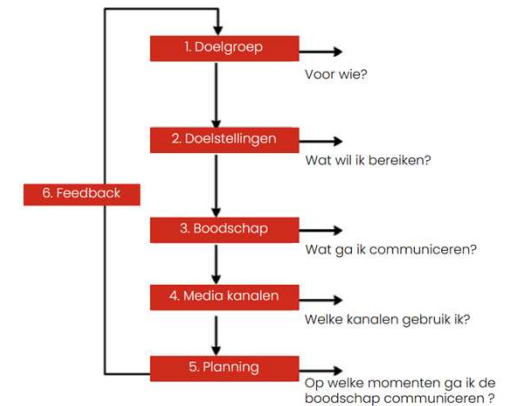 1. Doelgroep
Voor wie?
2. Doelstellingen
Wat wil ik bereiken?
6. Feedback
3. Boodschap
Wat ga ik communiceren?
4. Media kanalen
Welke kanalen gebruik ik?
5. Planning
Op welke momenten ga ik de
boodschap communiceren ?